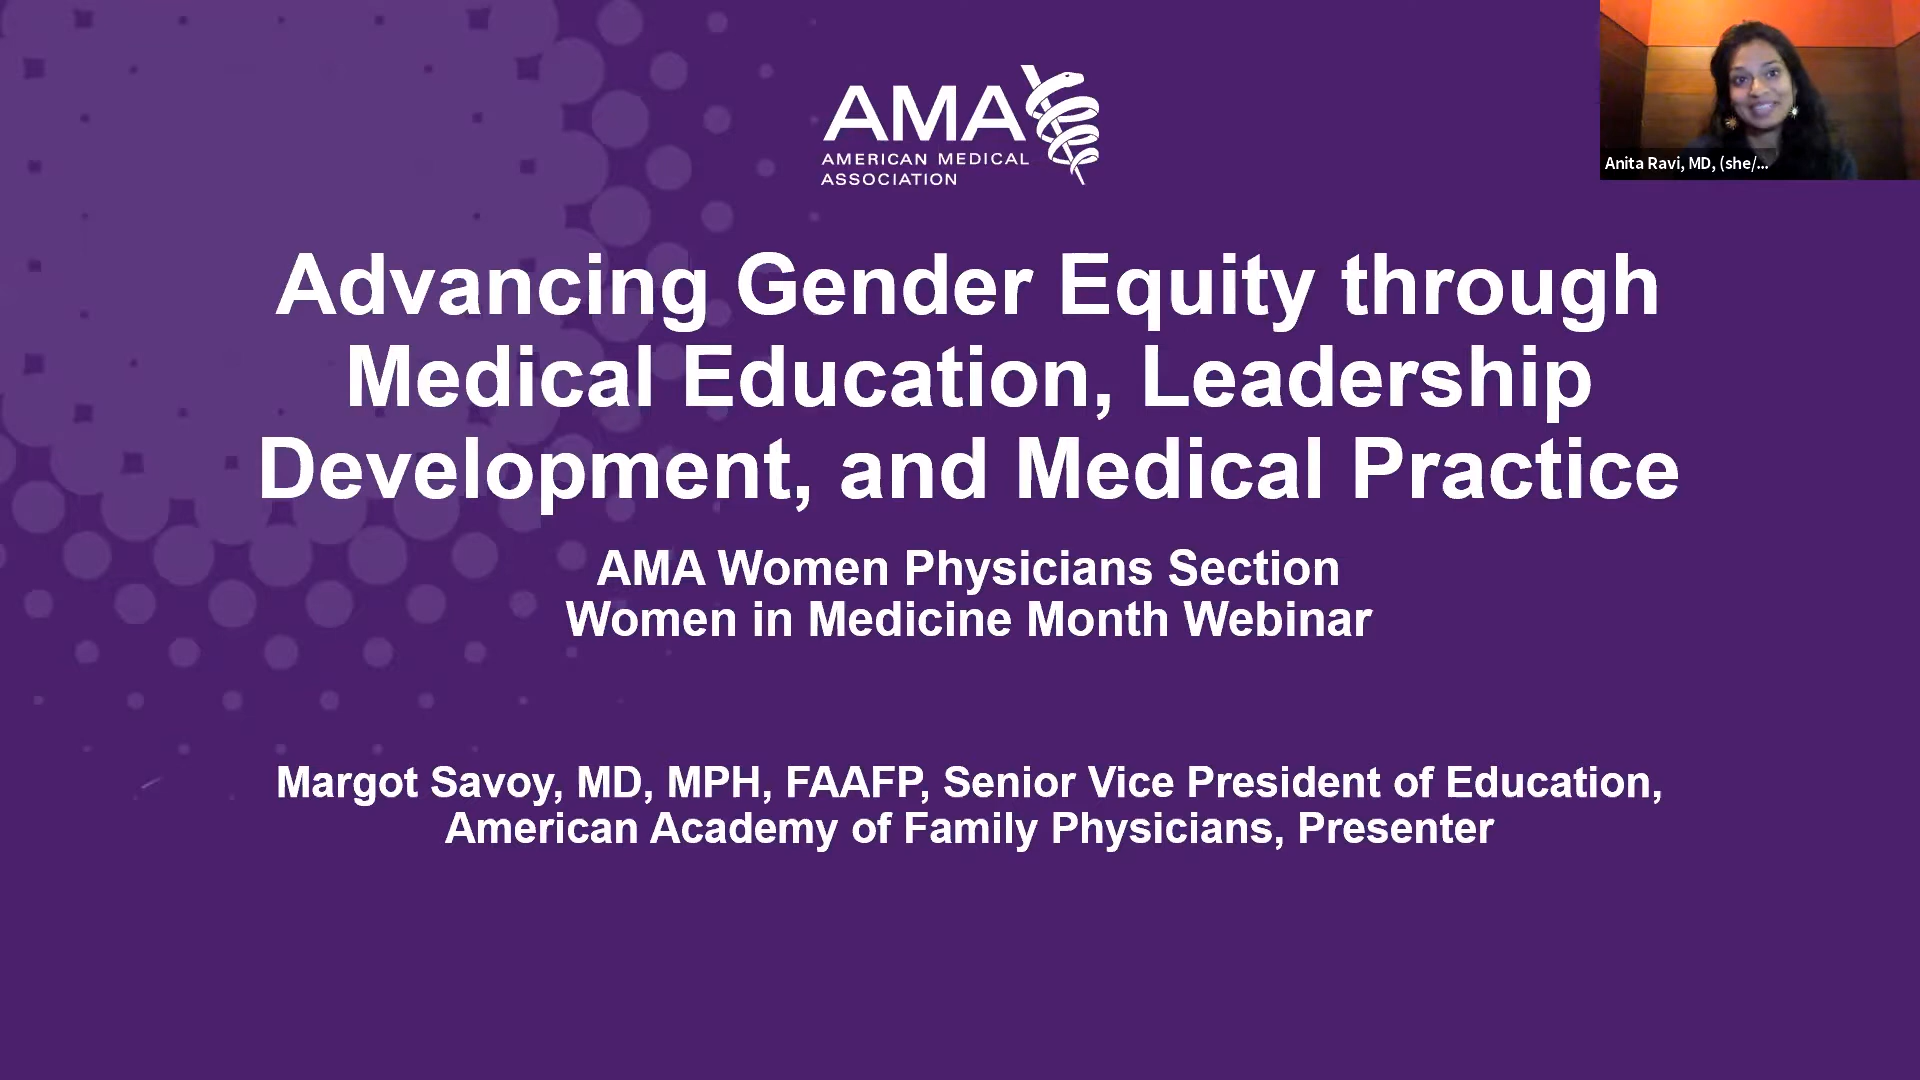 AMA
AMERICAN MEDICAL
ASSOCIATION
Anita Ravi, MD, (she/...
Advancing Gender Equity through
Medical Education, Leadership
Development, and Medical Practice
AMA Women Physicians Section
Women in Medicine Month Webinar
Margot Savoy, MD, MPH, FAAFP, Senior Vice President of Education,
American Academy of Family Physicians, Presenter